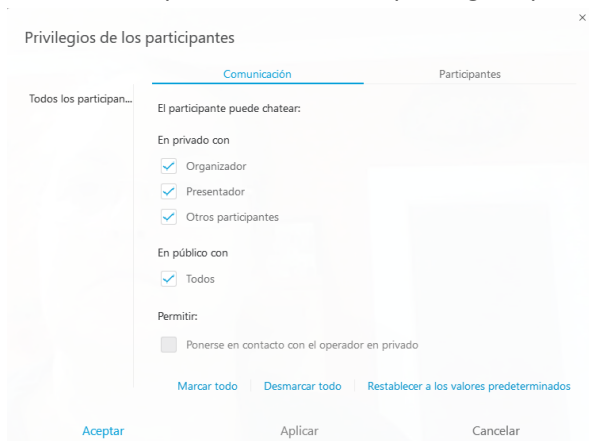 Privilegios de los participantes
Comunicación Participantes
Todos los participan...
El participante puede chatear:
En privado con
Organizador
Presentador
Otros participantes
En público con
Todos
Permitir:
Ponerse en contacto con el operador en privado
Marcar todo Desmarcar todo Restablecer a los valores predeterminados
Aceptar Aplicar Cancelar